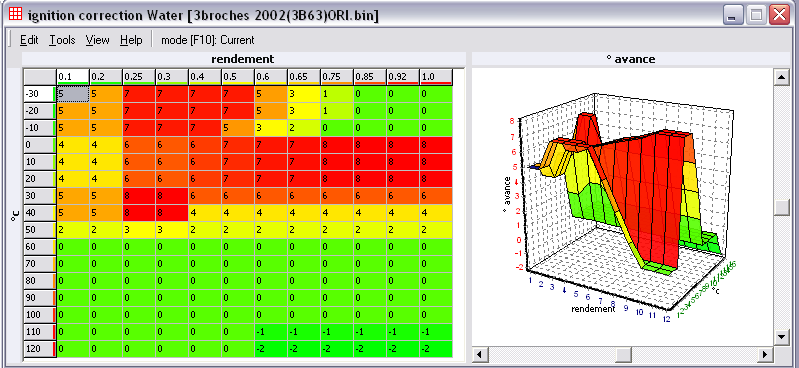 ignition correction Water [3broches 2002(3B63)ORI.bin]
Edit Tools View Help mode [F10]: Current
rendement
0.1 0.2 0.25 0.3 0.4 0.5 0.6 0.65 0.75 0.85 0.92 1.0
-30 5 5 7 7 7 7 5 3 1 0 0 0
-20 5 5 7 7 7 7 5 3 1 0 0 0
-10 5 5 7 7 7 5 3 2 0 0 0 0
0 4 4 6 6 6 7 7 7 8 8 8 8
10 4 4 6 6 6 7 7 7 8 8 8 8
20 4 4 6 6 6 7 7 7 8 8 8 8
30 5 5 8 8 6 6 6 6 6 6 6 6
40 5 5 8 8 4 4 4 4 4 4 4 4
50 2 2 3 3 2 2 2 2 2 2 2 2
60 0 0 0 0 0 0 0 0 0 0 0 0
70 0 0 0 0 0 0 0 0 0 0 0 0
80 0 0 0 0 0 0 0 0 0 0 0 0
90 0 0 0 0 0 0 0 0 0 0 0 0
100 0 0 0 0 0 0 0 0 0 0 0 0
110 0 0 0 0 0 0 -1 -1 -1 -1 -1 -1
120 0 0 0 0 0 0 -2 -2 -2 -2 -2 -2
°C
° avance
8
7
6
5
4
3
2
1
0
-1
-2
° avance
1 2 3 4 5 6 7 8 9 10 11 12
rendement
°C